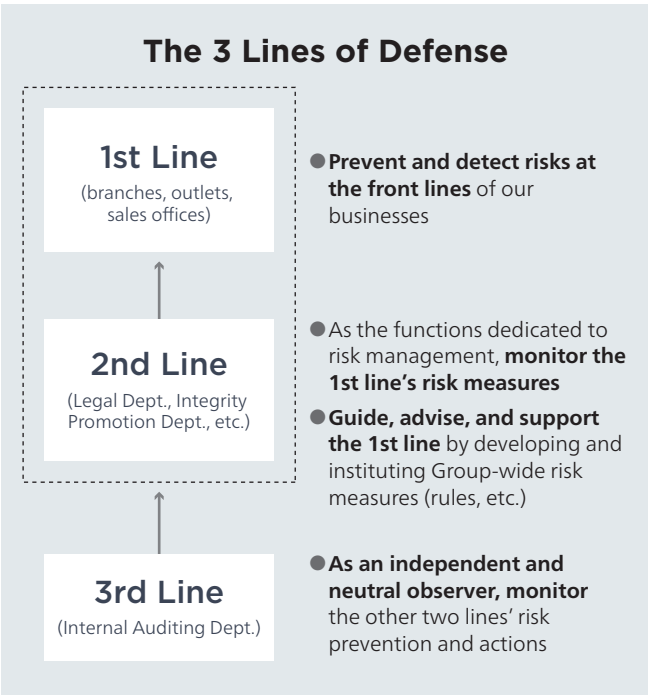 The 3 Lines of Defense
1st Line
(branches, outlets,
sales offices)
●Prevent and detect risks at
the front lines of our
businesses
2nd Line
(Legal Dept., Integrity
Promotion Dept., etc.)
●As the functions dedicated to
risk management, monitor the
1st line's risk measures
●Guide, advise, and support
the 1st line by developing and
instituting Group-wide risk
measures (rules, etc.)
3rd Line
(Internal Auditing Dept.)
●As an independent and
neutral observer, monitor
the other two lines' risk
prevention and actions